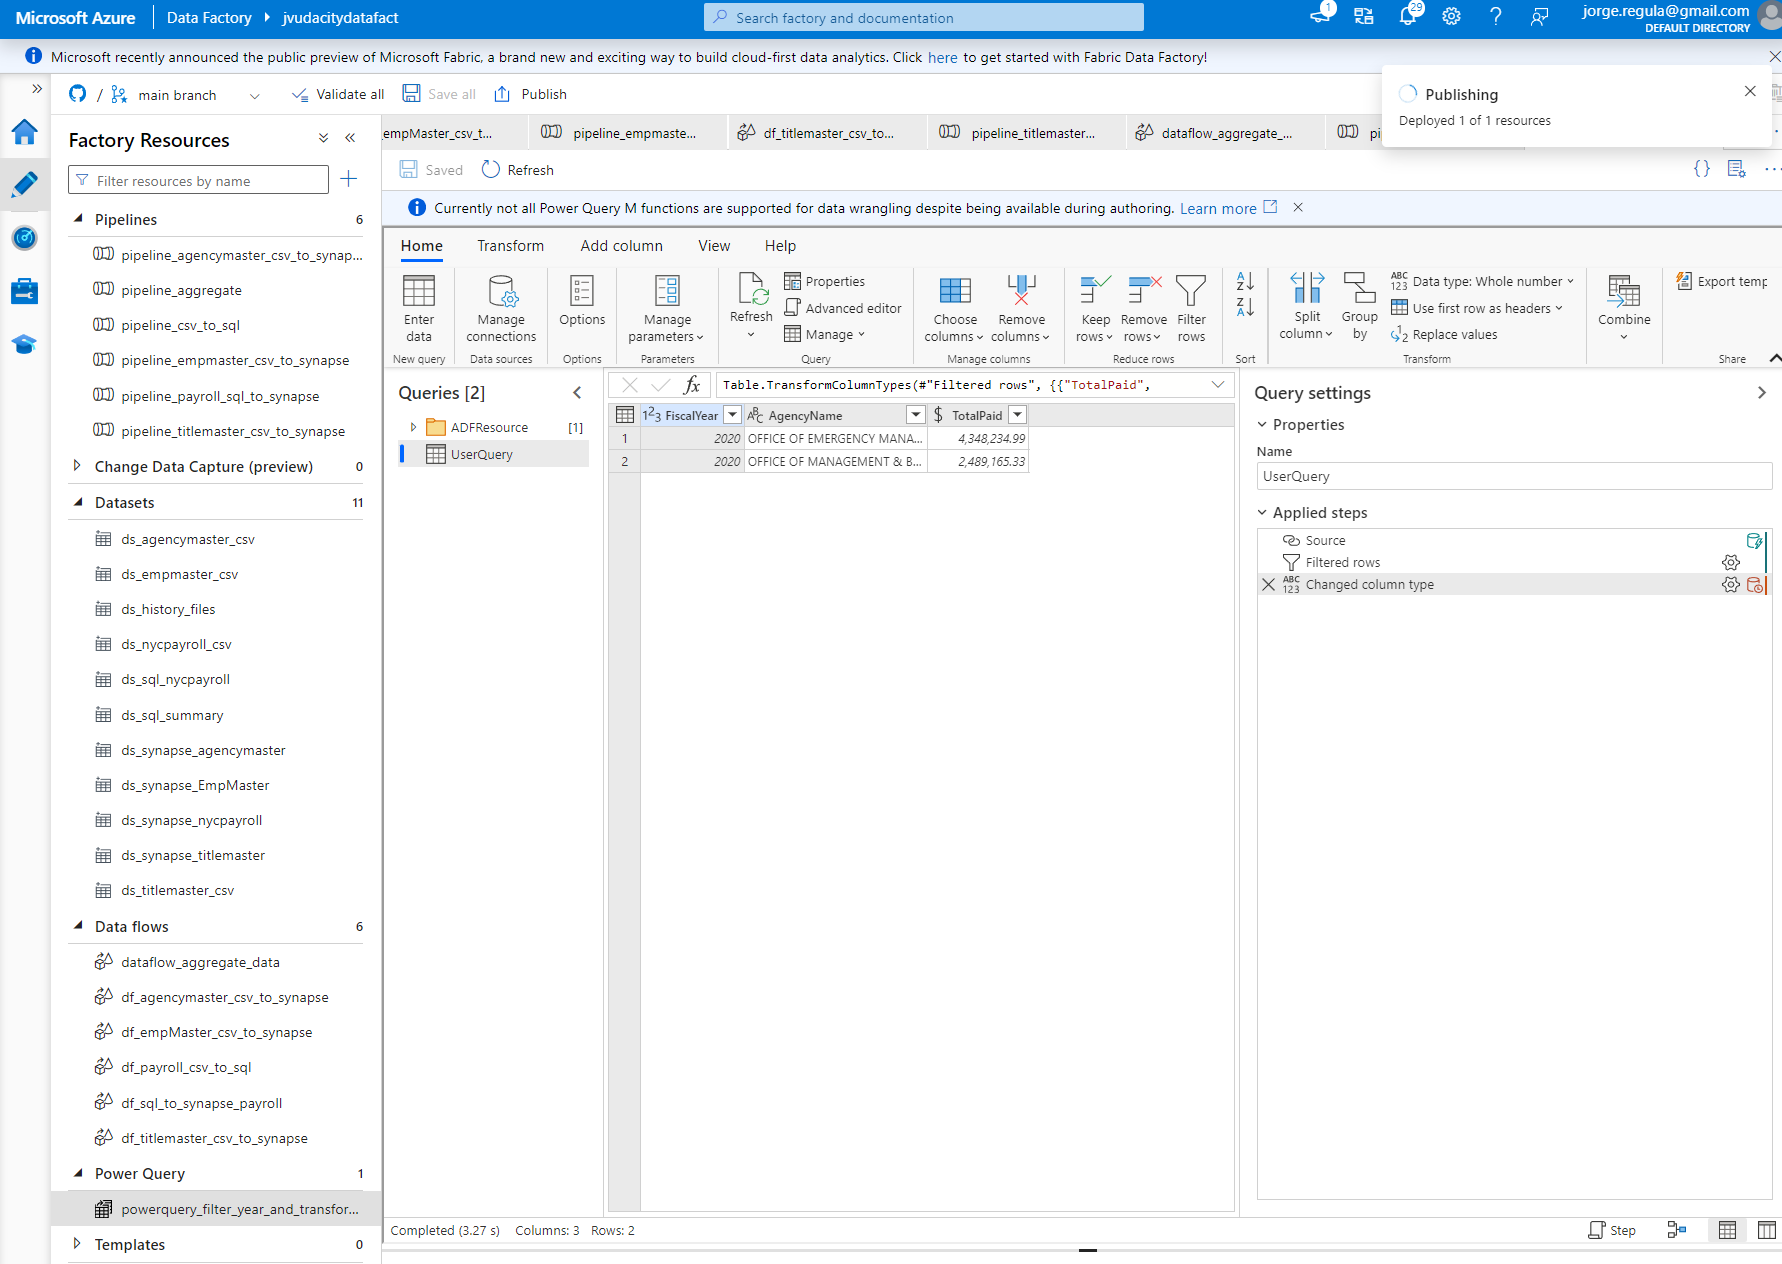 Microsoft Azure
Data Factory
jvudacitydatafact
Search factory and documentation
1
29
jorge.regula@gmail.com
DEFAULT DIRECTORY
Microsoft recently announced the public preview of Microsoft Fabric, a brand new and exciting way to build cloud-first data analytics. Click here to get started with Fabric Data Factory!
/ main branch
Validate all
Save all
Publish
Publishing
Deployed 1 of 1 resources
Factory Resources
Filter resources by name
Pipelines 6
pipeline_agencymaster_csv_to_synap...
pipeline_aggregate
pipeline_csv_to_sql
pipeline_empmaster_csv_to_synapse
pipeline_payroll_sql_to_synapse
pipeline_titlemaster_csv_to_synapse
Change Data Capture (preview) 0
Datasets 11
ds_agencymaster_csv
ds_empmaster_csv
ds_history_files
ds_nycpayroll_csv
ds_sql_nycpayroll
ds_sql_summary
ds_synapse_agencymaster
ds_synapse_EmpMaster
ds_synapse_nycpayroll
ds_synapse_titlemaster
ds_titlemaster_csv
Data flows 6
dataflow_aggregate_data
df_agencymaster_csv_to_synapse
df_empMaster_csv_to_synapse
df_payroll_csv_to_sql
df_sql_to_synapse_payroll
df_titlemaster_csv_to_synapse
Power Query 1
powerquery_filter_year_and_transfor...
Templates 0
empMaster_csv_t...
pipeline_empmaste...
df_titlemaster_csv_to...
pipeline_titlemaster...
dataflow_aggregate_...
pi
Saved
Refresh
Currently not all Power Query M functions are supported for data wrangling despite being available during authoring. Learn more
Home Transform Add column View Help
Enter data
New query
Manage connections
Data sources
Options
Options
Manage parameters
Parameters
Refresh
Properties
Advanced editor
Manage
Query
Choose columns
Remove columns
Manage columns
Keep rows
Remove rows
Filter rows
Reduce rows
A
Z
Z
A
Sort
Split column
Group by
ABC
123
Data type: Whole number
Use first row as headers
1
2
Replace values
Transform
Combine
Export temp
Share
Queries [2]
ADFResource [1]
UserQuery
fx
Table.TransformColumnTypes(#"Filtered rows", {{"TotalPaid",
123 FiscalYear ABC AgencyName $ TotalPaid
1 2020 OFFICE OF EMERGENCY MANA... 4,348,234.99
2 2020 OFFICE OF MANAGEMENT & B... 2,489,165.33
Query settings
Properties
Name
UserQuery
Applied steps
Source
Filtered rows
ABC
123
Changed column type
Completed (3.27 s) Columns: 3 Rows: 2
Step